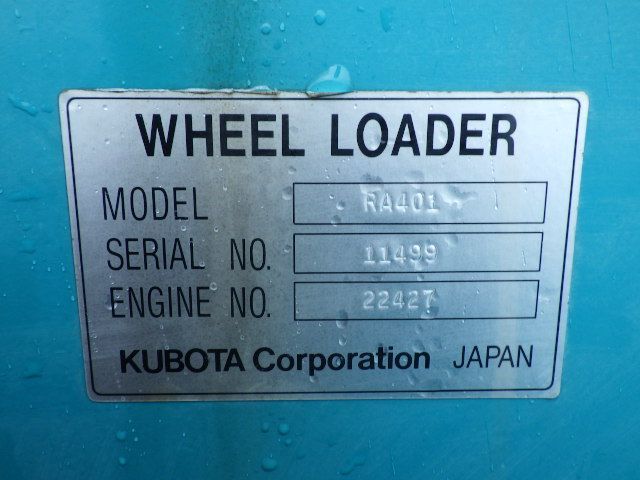 WHEEL LOADER
MODEL RA401
SERIAL NO. 11499
ENGINE NO. 22427
KUBOTA Corporation JAPAN